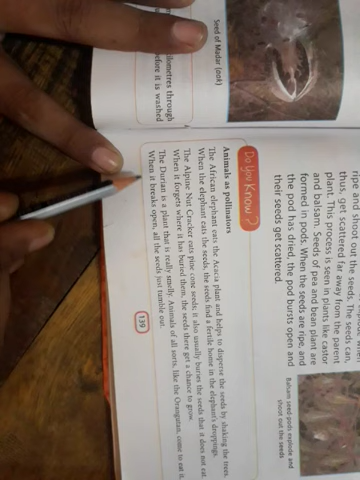 Seed of Madar (ook)
kilometres through
before it is washed
ripe and shoot out the seeds. The seeds can,
thus, get scattered far away from the parent
plant. This process is seen in plants like castor
and balsam. Seeds of pea and bean plant are
formed in pods. When the seeds are ripe, and
the pod has dried, the pod bursts open and
their seeds get scattered.
Balsam seed pods explode and
shoot out the seeds
Do you Know?
Animals as pollinators
The African elephant eats the Acacia plant and helps to disperse the seeds by shaking the trees.
When the elephant eats the seeds, the seeds find a fertile home in the elephant's droppings.
The Alpine Nut Cracker eats pine cone seeds; it also usually buries the seeds that it does not eat.
When it forgets where it has buried them, the seeds there get a chance to grow.
The Durian is a plant that is really smelly. Animals of all sorts, like the Orangutan, come to eat it.
When it breaks open, all the seeds just tumble out.
139